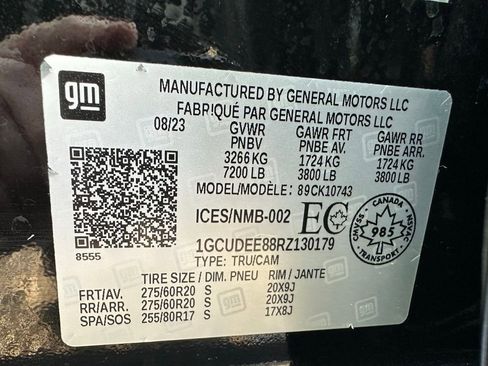 gm
MANUFACTURED BY GENERAL MOTORS LLC
FABRIQUÉ PAR GENERAL MOTORS LLC
08/23 GVWR GAWR FRT GAWR RR
PNBV PNBE AV. PNBE ARR.
3266 KG 1724 KG 1724 KG
7200 LB 3800 LB 3800 LB
MODEL/MODÈLE: 89CK10743
ICES/NMB-002 EC
CANADA
985
CMVSS
NSVAC
TRANSPORT
8555
1GCUDEE88RZ130179
TYPE: TRU/CAM
TIRE SIZE / DIM. PNEU RIM / JANTE
FRT/AV. 275/60R20 S 20X9J
RR/ARR. 275/60R20 S 20X9J
SPA/SOS 255/80R17 S 17X8J
gm